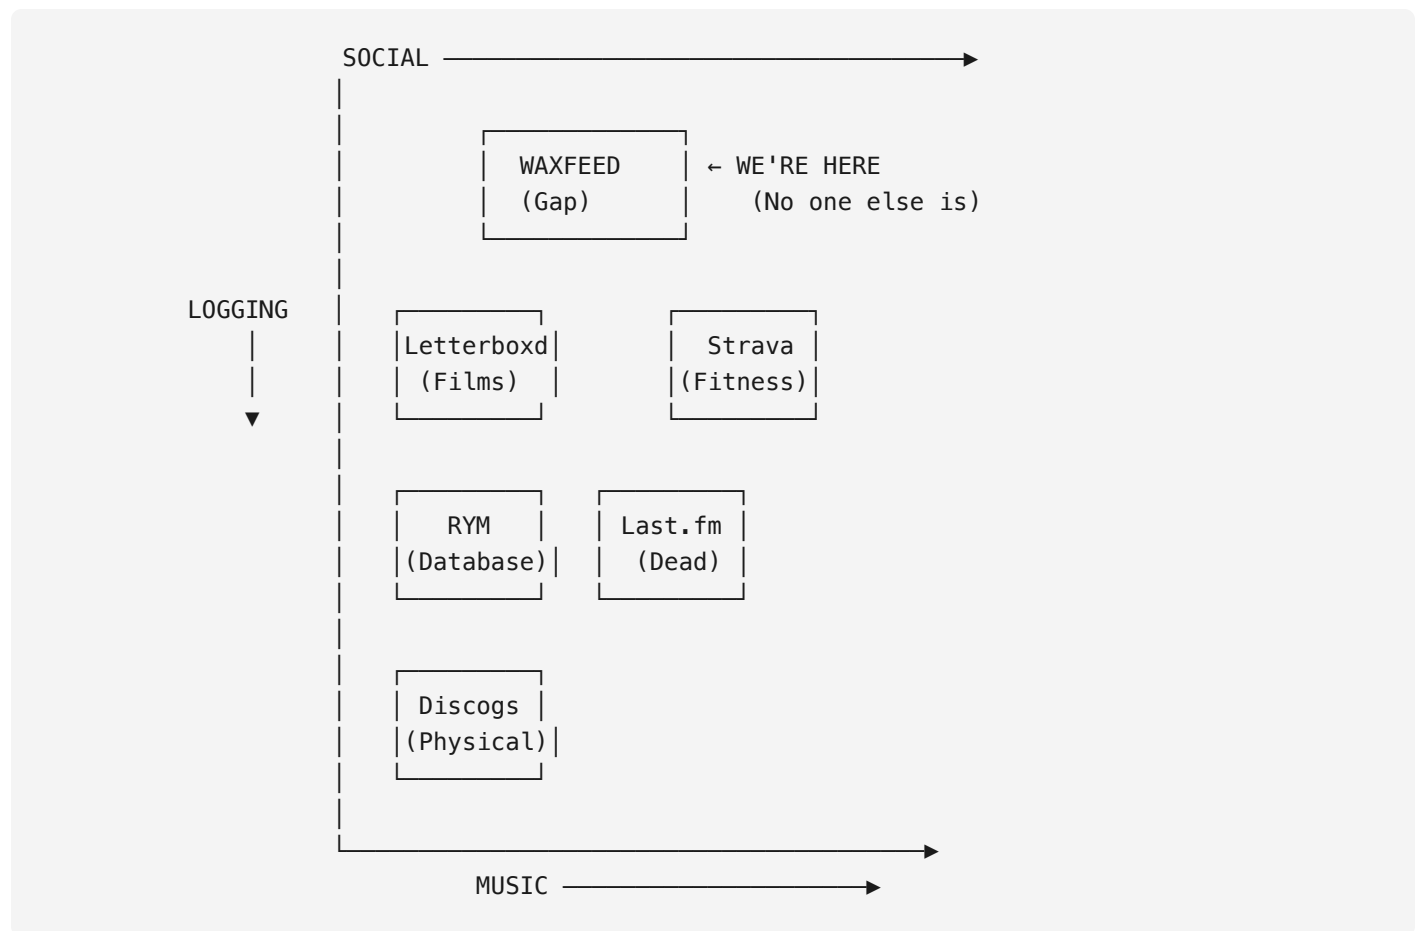 SOCIAL
WAXFEED ← WE'RE HERE
(Gap) (No one else is)
LOGGING
Letterboxd Strava
(Films) (Fitness)
RYM Last.fm
(Database) (Dead)
Discogs
(Physical)
MUSIC